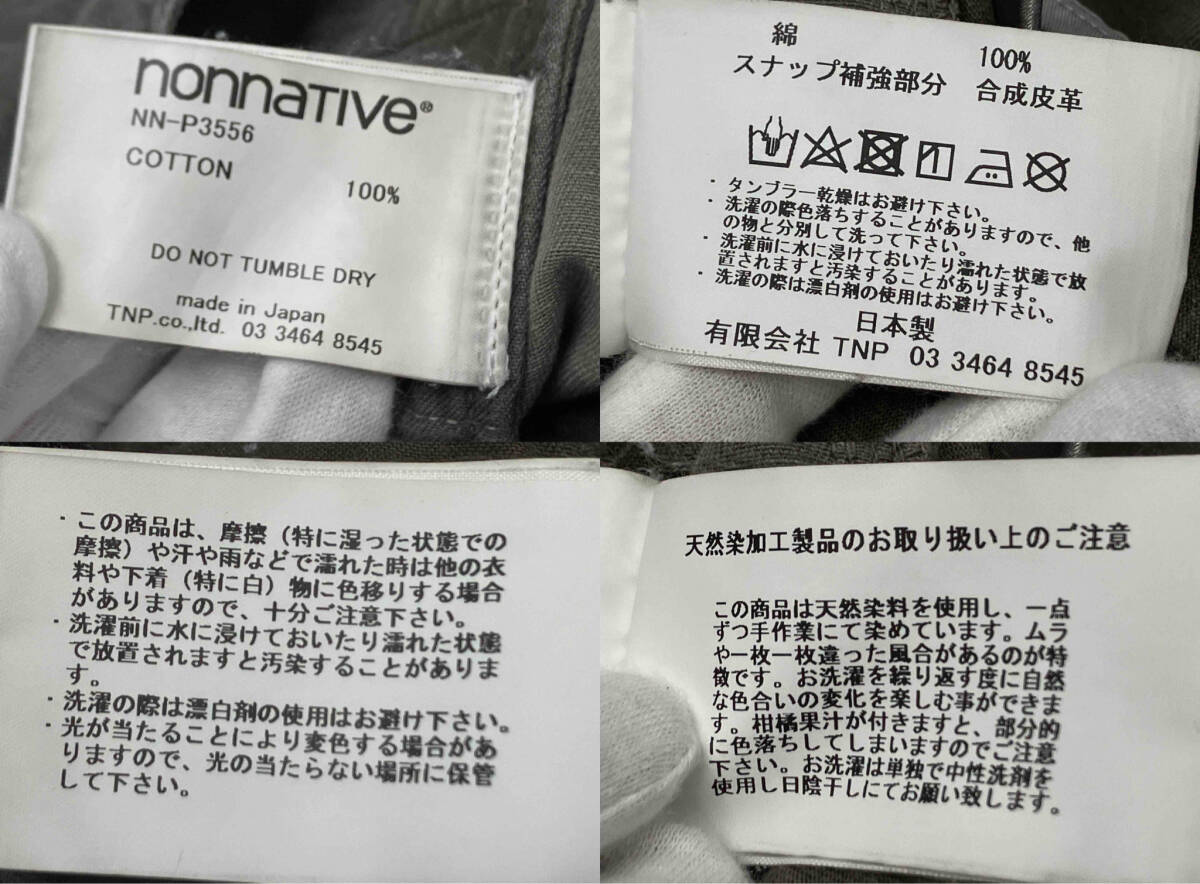 nonnative®
NN-P3556
COTTON
100%
DO NOT TUMBLE DRY
made in Japan
TNP.co.,ltd. 03 3464 8545
綿 100%
スナップ補強部分 合成皮革
・タンブラー乾燥はお避け下さい。
・洗濯の際色落ちすることがありますので、他
の物と分別して洗って下さい。
・洗濯前に水に浸けておいたり濡れた状態で放
置されますと汚染することがあります。
・洗濯の際は漂白剤の使用はお避け下さい。
日本製
有限会社 TNP 03 3464 8545
・この商品は、摩擦（特に湿った状態での
摩擦）や汗や雨などで濡れた時は他の衣
料や下着（特に白）物に色移りする場合
がありますので、十分ご注意下さい。
・洗濯前に水に浸けておいたり濡れた状態
で放置されますと汚染することがありま
す。
・洗濯の際は漂白剤の使用はお避け下さい。
・光が当たることにより変色する場合があ
りますので、光の当たらない場所に保管
して下さい。
天然染加工製品のお取り扱い上のご注意
この商品は天然染料を使用し、一点
ずつ手作業にて染めています。ムラ
や一枚一枚違った風合があるのが特
徴です。お洗濯を繰り返す度に自然
な色合いの変化を楽しむ事ができま
す。柑橘果汁が付きますと、部分的
に色落ちしてしまいますのでご注意
下さい。お洗濯は単独で中性洗剤を
使用し日陰干しにてお願い致します。